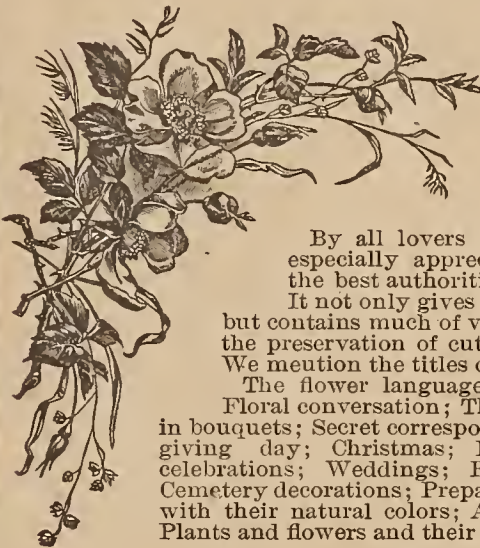 By all lovers
especially appre
the best authoriti
It not only gives
but contains much of v
the preservation of cut
We meution the titles
The flower language
Floral conversation; T
in bouquets; Secret correspo
giving day; Christmas;
celebrations; Weddings;
Cemetery decorations; Prepa
with their natural colors; A
Plants and flowers and their